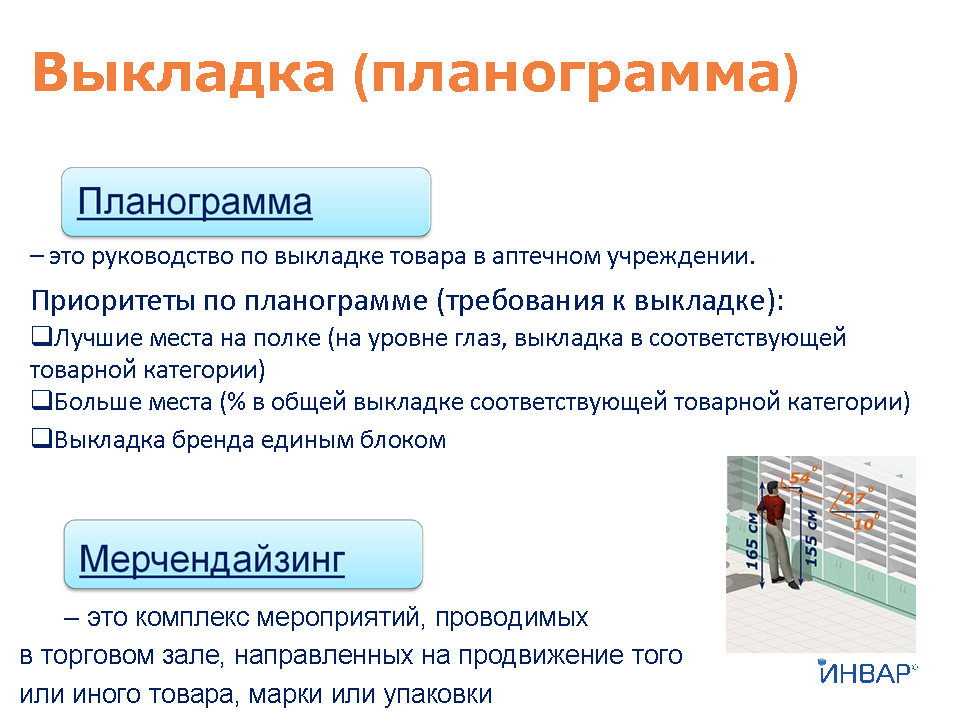 Выкладка (планограмма)
Планограмма
– это руководство по выкладке товара в аптечном учреждении.
Приоритеты по планограмме (требования к выкладке):
❑Лучшие места на полке (на уровне глаз, выкладка в соответствующей
товарной категории)
❑Больше места (% в общей выкладке соответствующей товарной категории)
❑Выкладка бренда единым блоком
54°
27°
10°
165 см
155 см
Мерчендайзинг
– это комплекс мероприятий, проводимых
в торговом зале, направленных на продвижение того
или иного товара, марки или упаковки
ИНВАР